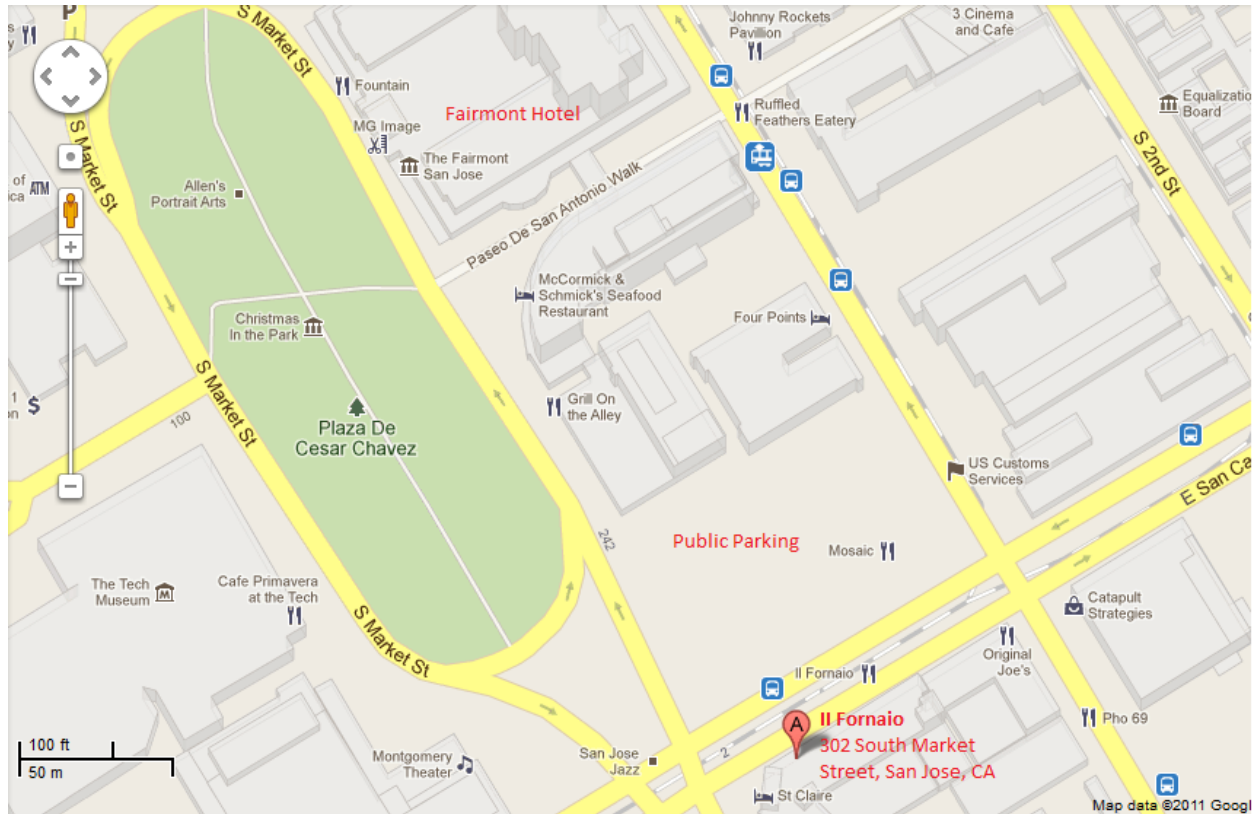 P
S Market St
Johnny Rockets
Pavillion
3 Cinema
and Cafe
Fountain
Fairmont Hotel
Ruffled
Feathers Eatery
Equalizatio
Board
MG Image
The Fairmont
San Jose
S Market St
S 2nd St
ATM
Allen's
Portrait Arts
Paseo De San Antonio Walk
McCormick &
Schmick's Seafood
Restaurant
Christmas
In the Park
Four Points
S Market St
$
100
Grill On
the Alley
Plaza De
Cesar Chavez
US Customs
Services
E San Ca
242
Public Parking
Mosaic
The Tech
Museum
M
Cafe Primavera
at the Tech
Catapult
Strategies
S Market St
Original
Joe's
Il Fornaio
A
Il Fornaio
302 South Market
Street, San Jose, CA
Pho 69
2
100 ft
50 m
Montgomery
Theater
San Jose
Jazz
St Claire
Map data ©2011 Googl